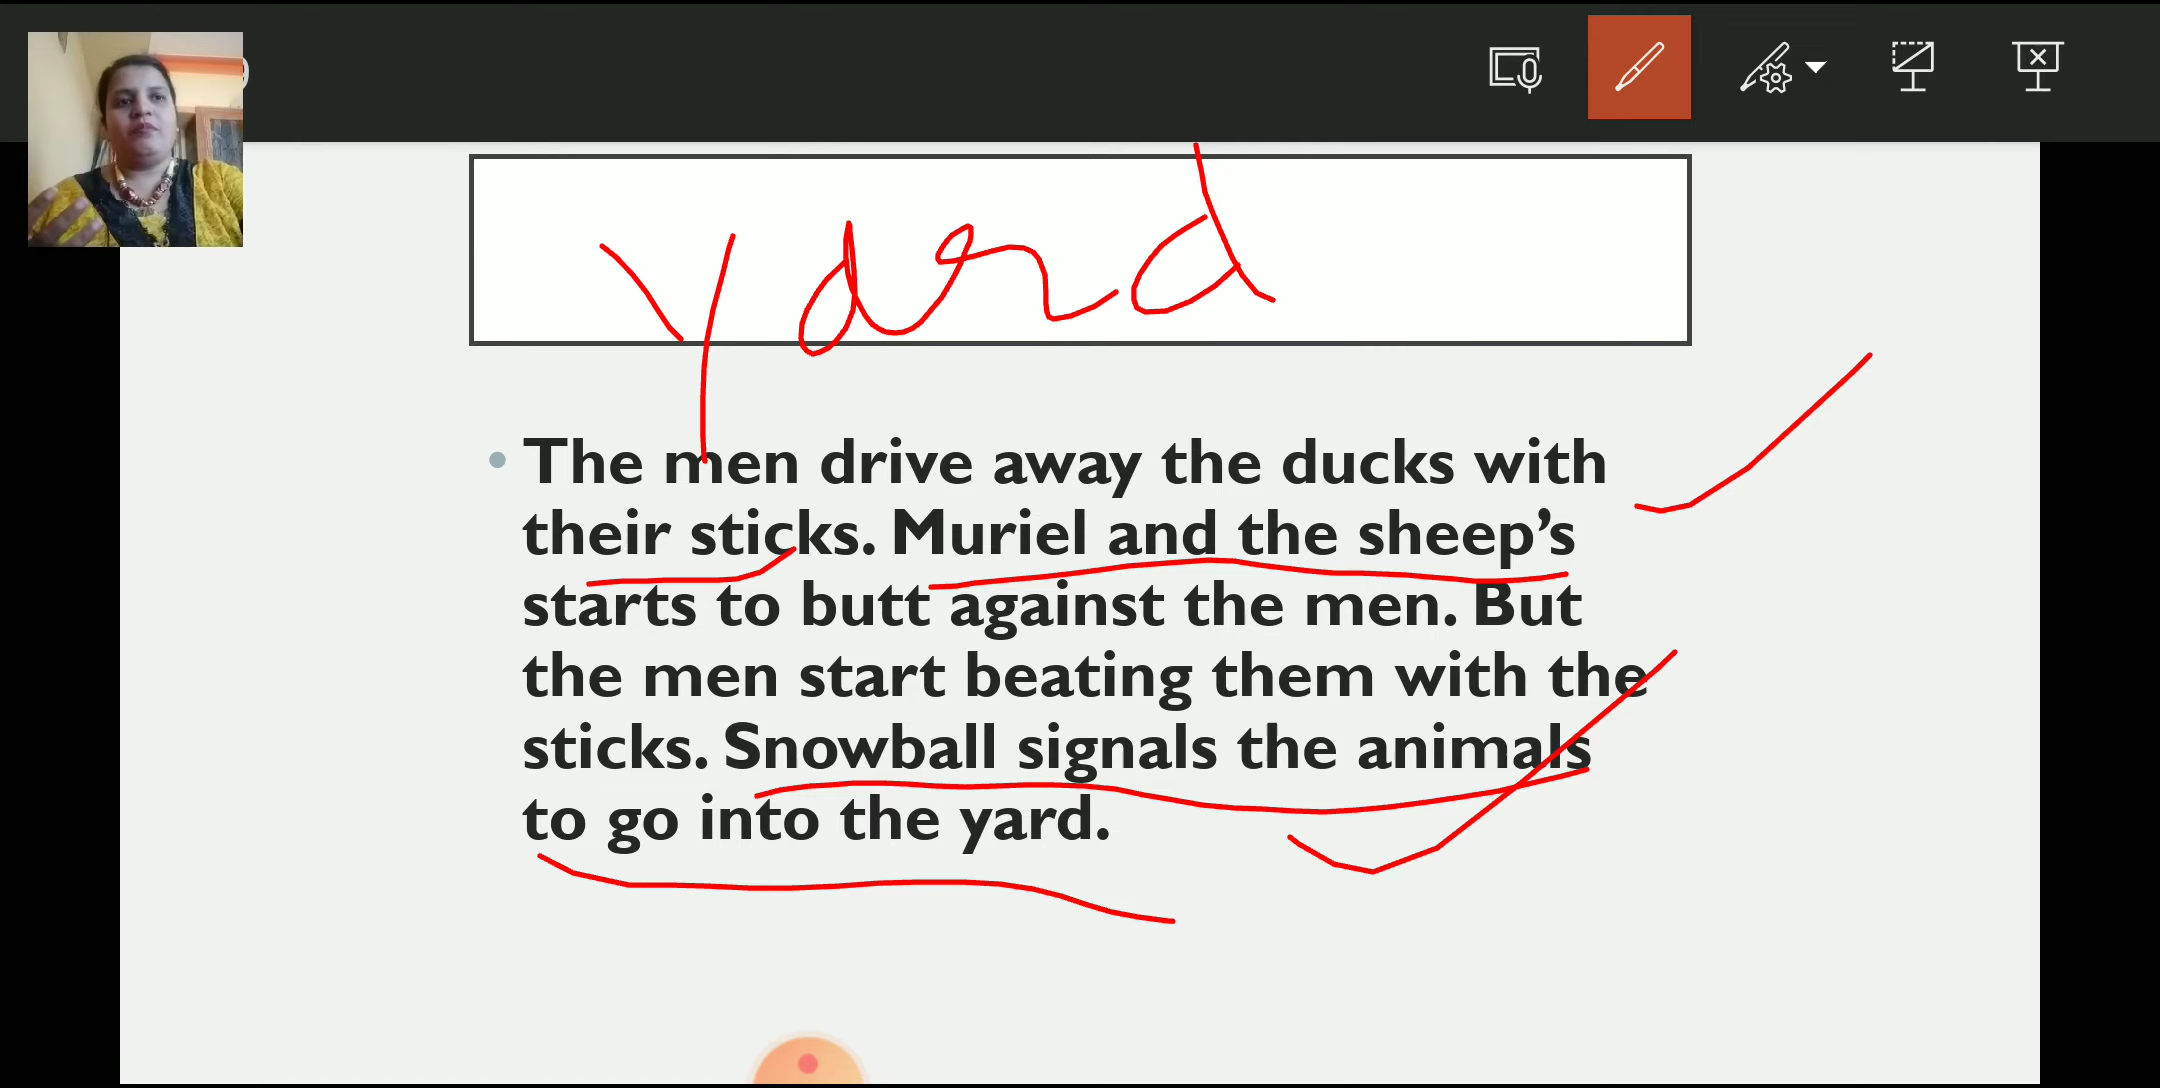 yard
The men drive away the ducks with
their sticks. Muriel and the sheep’s
starts to butt against the men. But
the men start beating them with the
sticks. Snowball signals the animals
to go into the yard.